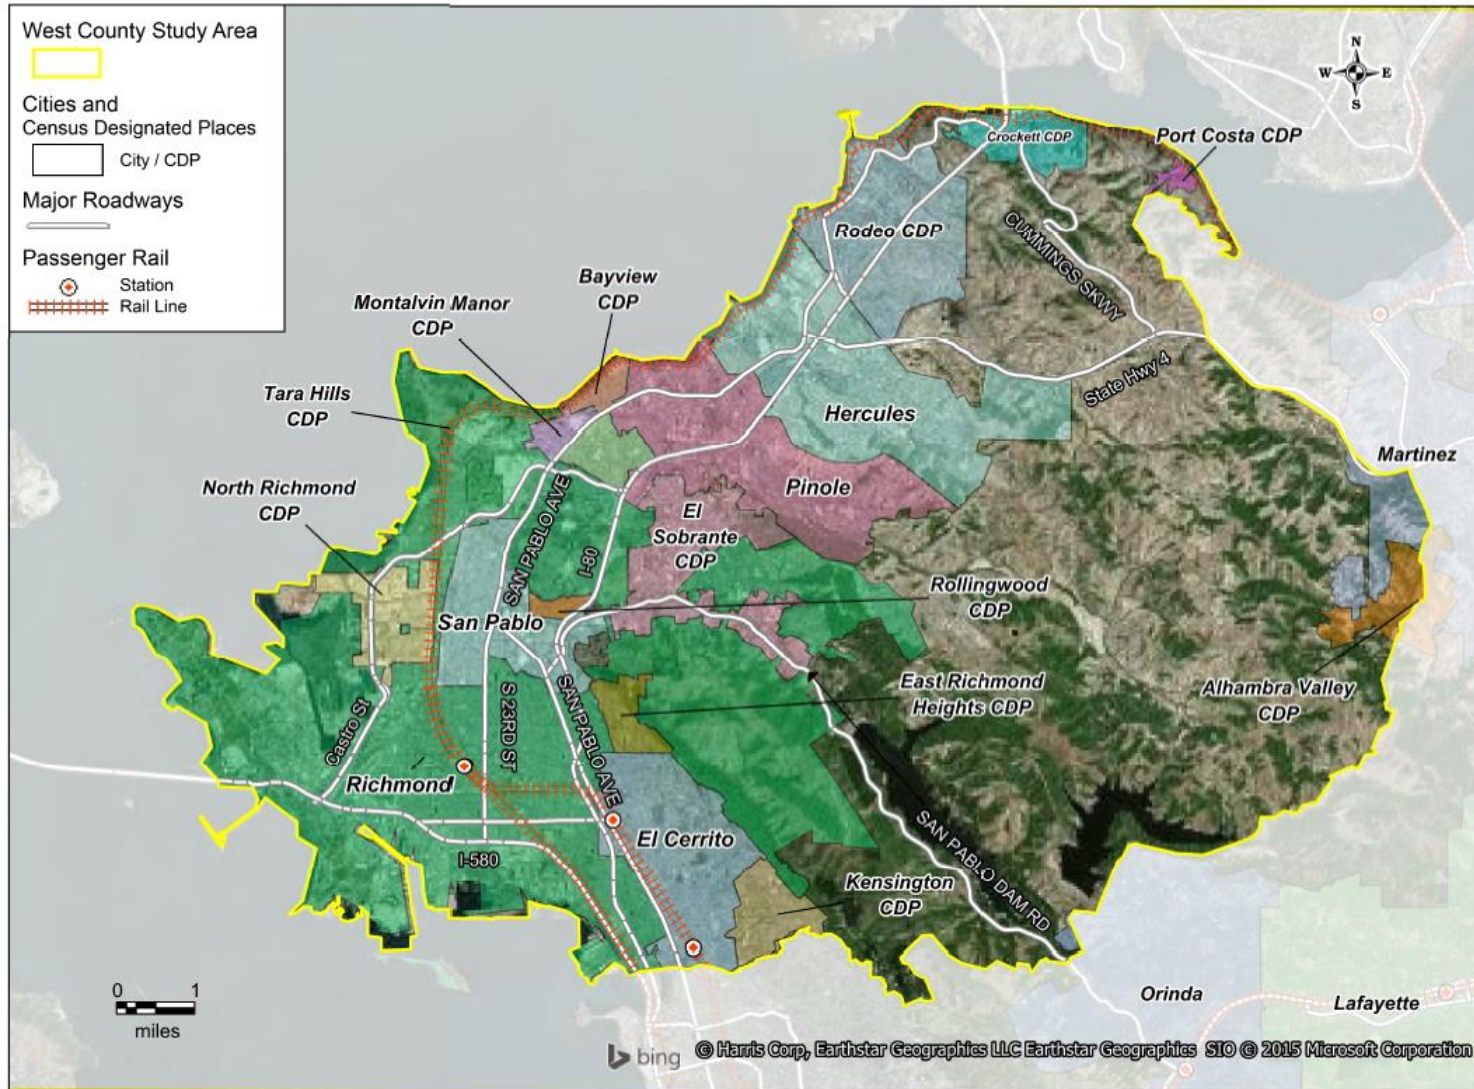 West County Study Area
Cities and
Census Designated Places
City / CDP
Major Roadways
Passenger Rail
Station
Rail Line
N
W
E
S
Crockett CDP
Port Costa CDP
Rodeo CDP
CUMMINGS SKWY
Bayview
CDP
Montalvin Manor
CDP
State Hwy 4
Tara Hills
CDP
Hercules
Martinez
North Richmond
CDP
Pinole
SAN PABLO AVE
El
Sobrante
CDP
I-80
Rollingwood
CDP
San Pablo
East Richmond
Heights CDP
Alhambra Valley
CDP
Castro St
S 23RD ST
SAN PABLO AVE
Richmond
SAN PABLO DAM RD
El Cerrito
I-580
Kensington
CDP
Orinda
Lafayette
0 1
miles
bing
© Harris Corp, Earthstar Geographics LLC Earthstar Geographics SIO © 2015 Microsoft Corporation